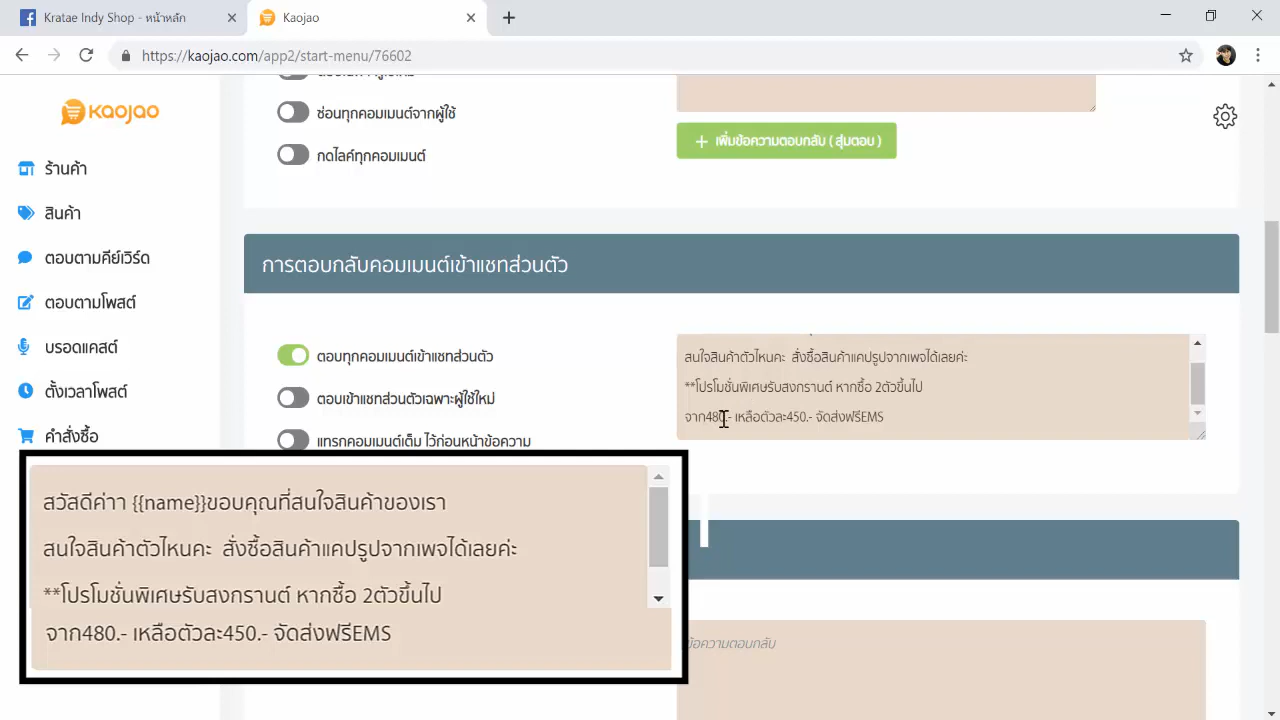 Kratae Indy Shop - หน้าหลัก
Kaojao
https://kaojao.com/app2/start-menu/76602
kaojao
ร้านค้า
สินค้า
ตอบตามคีย์เวิร์ด
ตอบตามโพสต์
บรอดแคสต์
ตั้งเวลาโพสต์
คำสั่งซื้อ
ซ่อนทุกคอมเมนต์จากผู้ใช้
กดไลค์ทุกคอมเมนต์
+ เพิ่มข้อความตอบกลับ ( สุ่มตอบ )
การตอบกลับคอมเมนต์เข้าแชทส่วนตัว
ตอบทุกคอมเมนต์เข้าแชทส่วนตัว
ตอบเข้าแชทส่วนตัวเฉพาะผู้ใช้ใหม่
แทรกคอมเมนต์เต็ม ไว้ก่อนหน้าข้อความ
สนใจสินค้าตัวไหนคะ สั่งซื้อสินค้าแคปรูปจากเพจได้เลยค่ะ
**โปรโมชั่นพิเศษรับสงกรานต์ หากซื้อ 2ตัวขึ้นไป
จาก480.- เหลือตัวละ450.- จัดส่งฟรีEMS
สวัสดีค่าา {{name}}ขอบคุณที่สนใจสินค้าของเรา
สนใจสินค้าตัวไหนคะ สั่งซื้อสินค้าแคปรูปจากเพจได้เลยค่ะ
**โปรโมชั่นพิเศษรับสงกรานต์ หากซื้อ 2ตัวขึ้นไป
จาก480.- เหลือตัวละ450.- จัดส่งฟรีEMS
ข้อความตอบกลับ